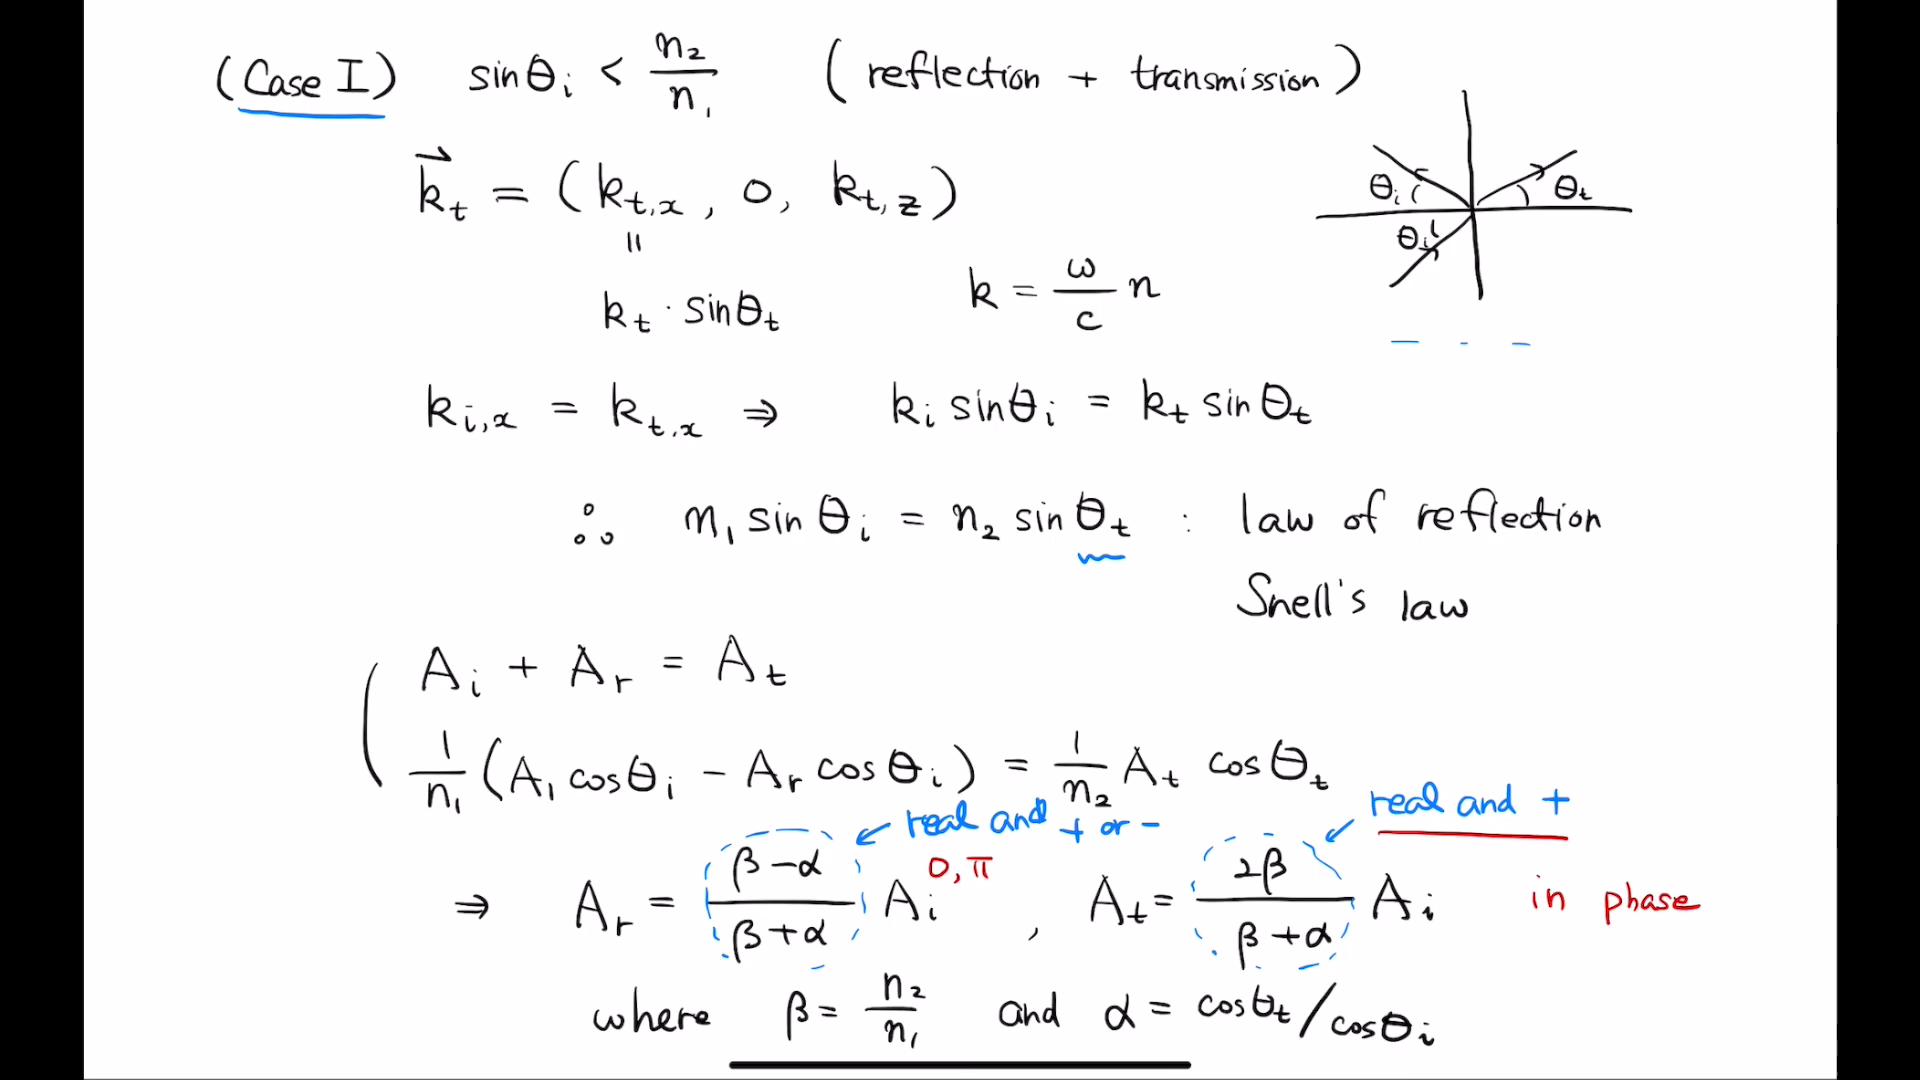 (Case I) sinθᵢ < n₂/n₁ (reflection + transmission)
k⃗ₜ = (kₜ,ₓ, 0, kₜ,z)
θᵢ θₜ
θᵢ
||
kₜ · sinθₜ k = ω/c n
kᵢ,ₓ = kₜ,ₓ ⇒ kᵢ sinθᵢ = kₜ sinθₜ
∴ n₁ sinθᵢ = n₂ sinθₜ : law of reflection
Snell's law
Aᵢ + Aᵣ = Aₜ
1/n₁ (A₁ cosθᵢ - Aᵣ cosθᵢ) = 1/n₂ Aₜ cosθₜ
real and + or - real and +
0, π
⇒ Aᵣ = (β-α)/(β+α) Aᵢ , Aₜ = 2β/(β+α) Aᵢ in phase
where β = n₂/n₁ and α = cosθₜ/cosθᵢ